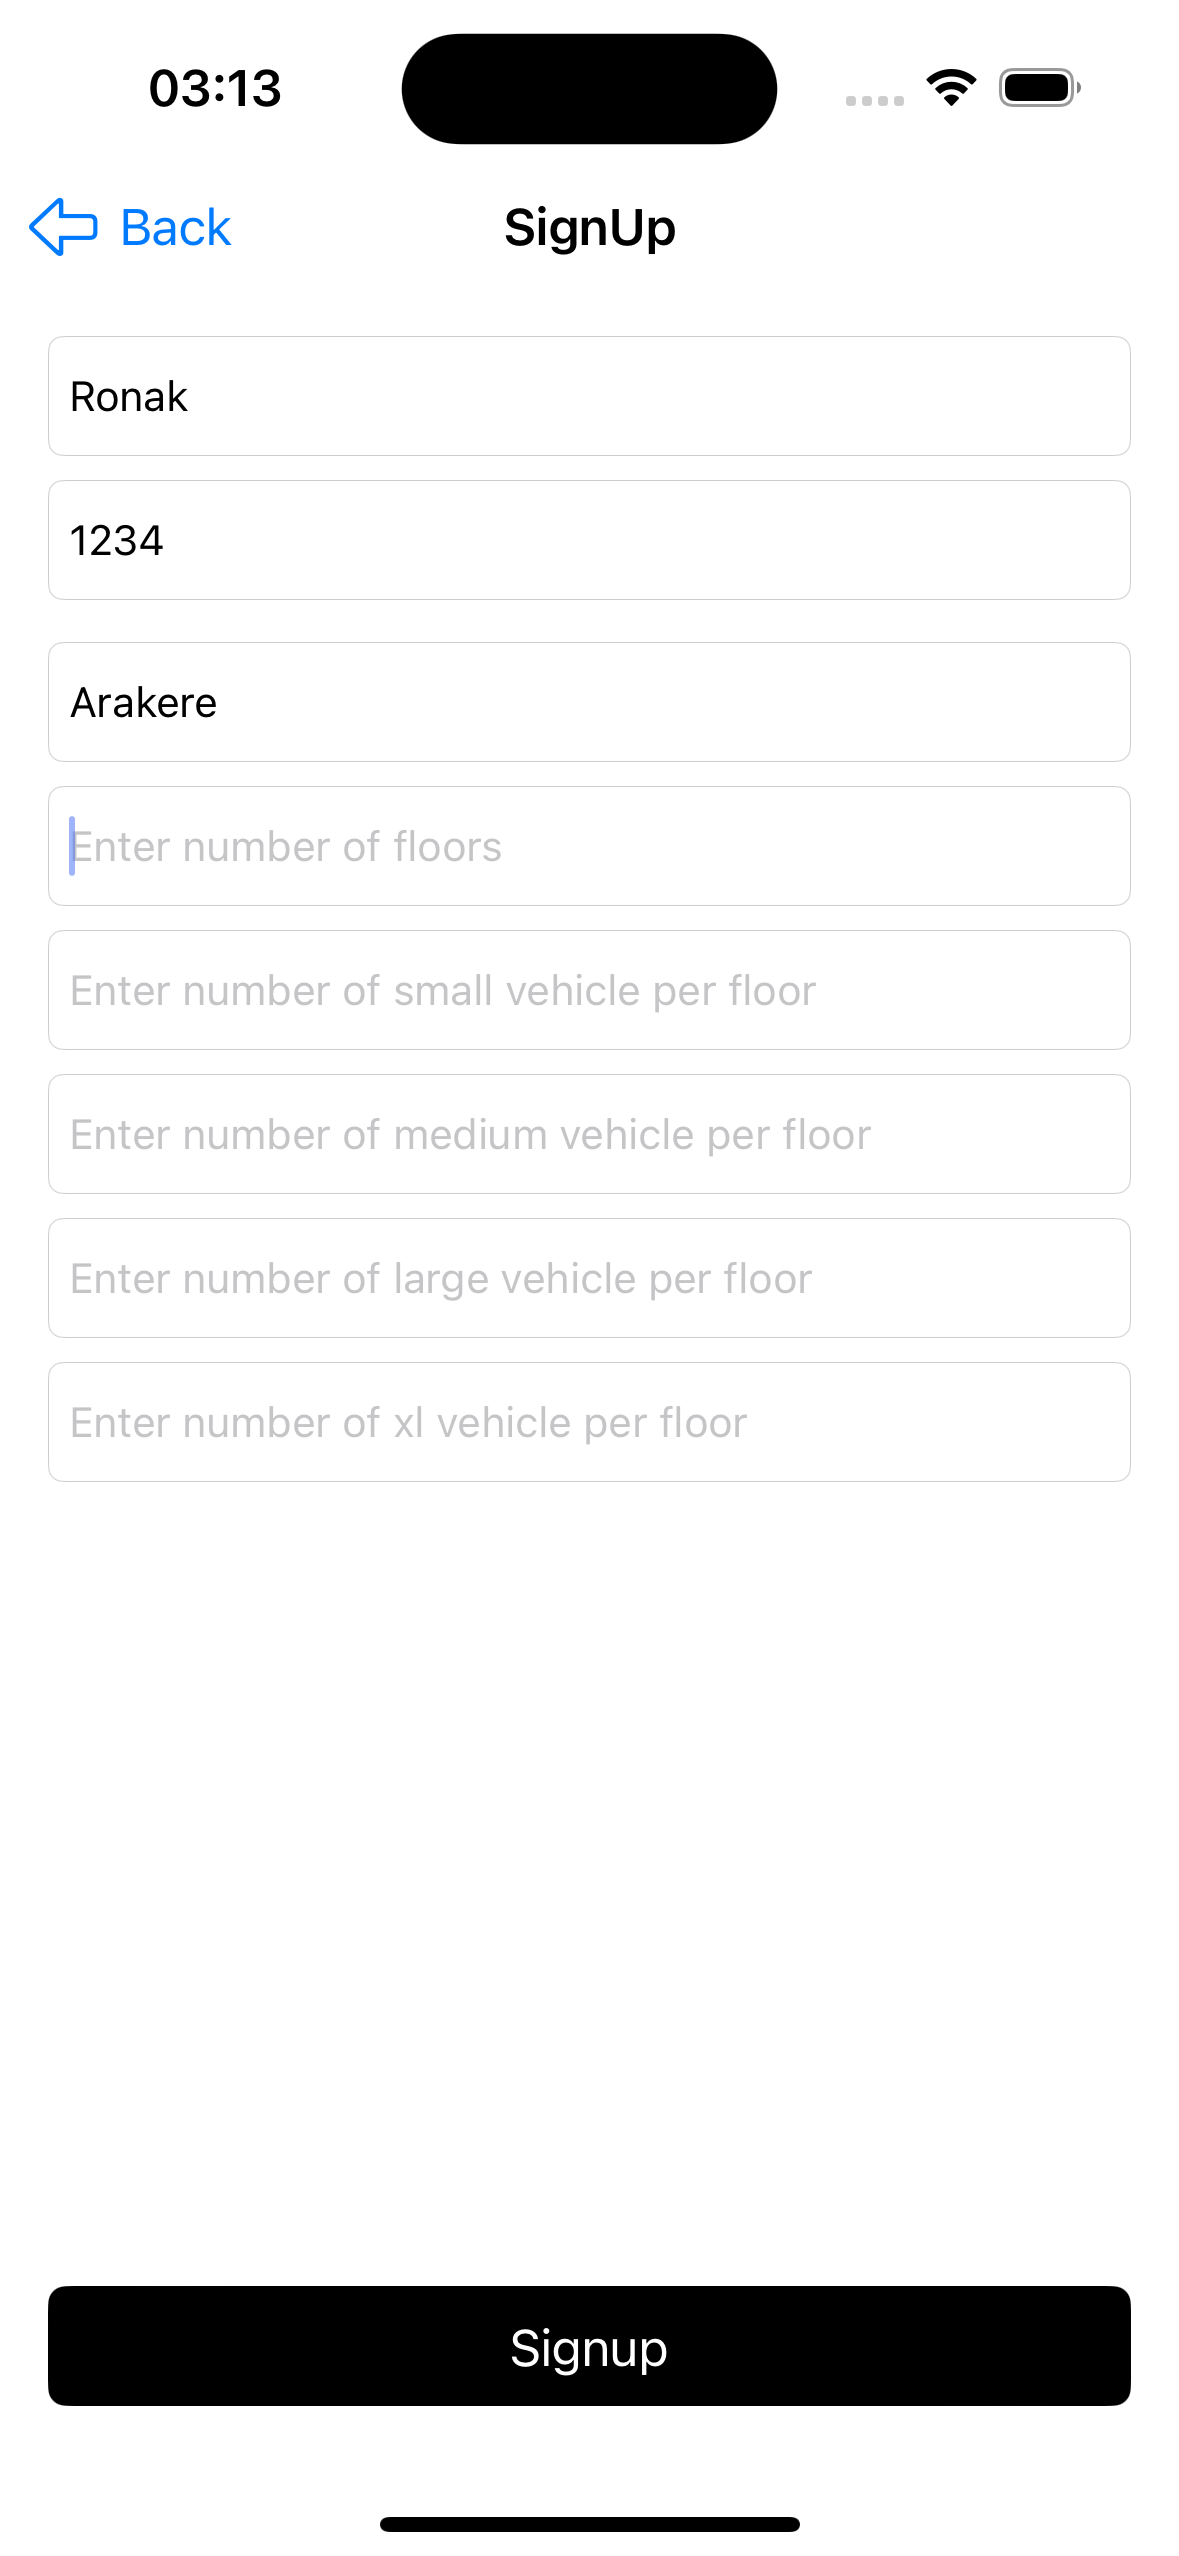 03:13
Back
SignUp
Ronak
1234
Arakere
Enter number of floors
Enter number of small vehicle per floor
Enter number of medium vehicle per floor
Enter number of large vehicle per floor
Enter number of xl vehicle per floor
Signup